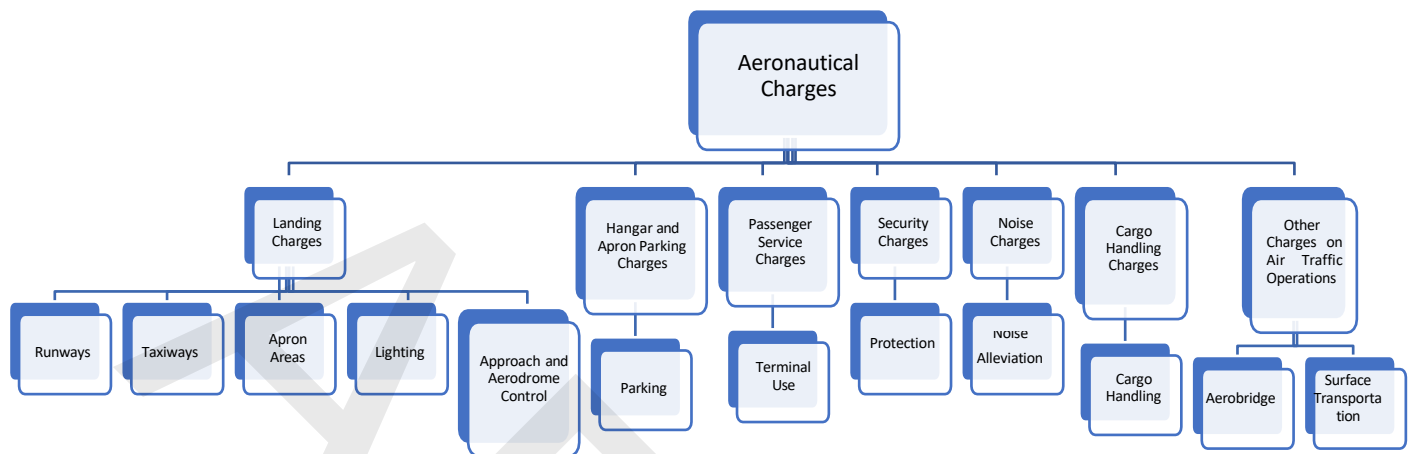 Aeronautical
Charges
Landing
Charges
Hangar and
Apron Parking
Charges
Passenger
Service
Charges
Security
Charges
Noise
Charges
Cargo
Handling
Charges
Other
Charges on
Air Traffic
Operations
Runways
Taxiways
Apron
Areas
Lighting
Approach and
Aerodrome
Control
Parking
Terminal
Use
Protection
Noise
Alleviation
Cargo
Handling
Aerobridge
Surface
Transporta
tion